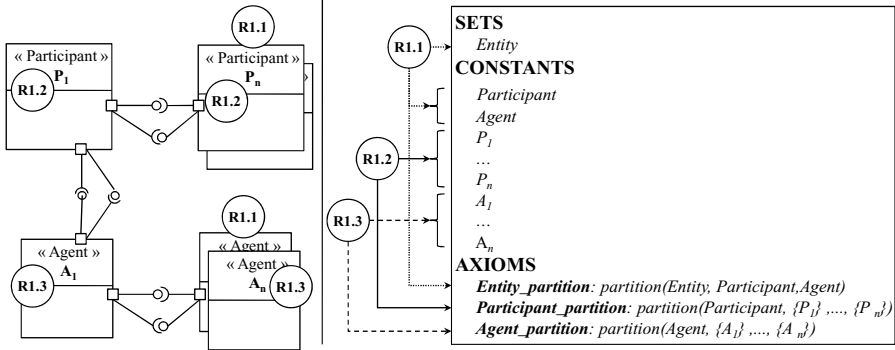 R1.1
« Participant »
P1
R1.2
« Participant »
Pn
R1.2
»
R1.1
« Agent »
A1
R1.3
« Agent »
« Agent »
An
R1.3
SETS
R1.1
Entity
CONSTANTS
Participant
Agent
P1
...
R1.2
Pn
A1
R1.3
...
An
AXIOMS
Entity_partition: partition(Entity, Participant,Agent)
Participant_partition: partition(Participant, {P1} ,..., {P n})
Agent_partition: partition(Agent, {A1} ,..., {A n})